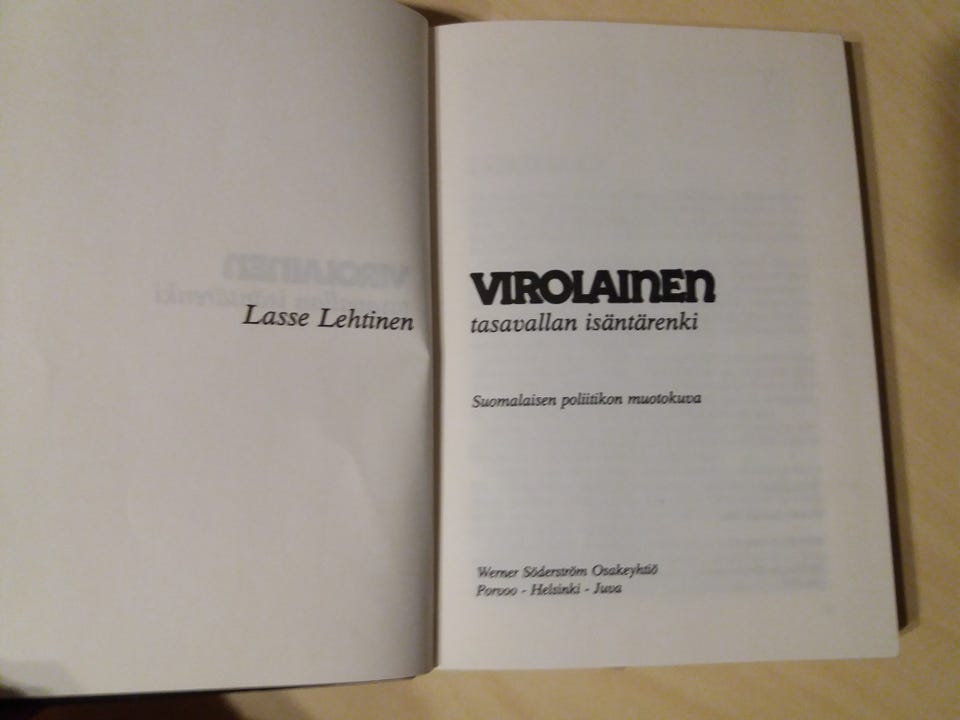 Lasse Lehtinen
VIROLAINEN
tasavallan isäntärenki
Suomalaisen poliitikon muotokuva
Werner Söderström Osakeyhtiö
Porvoo - Helsinki - Juva